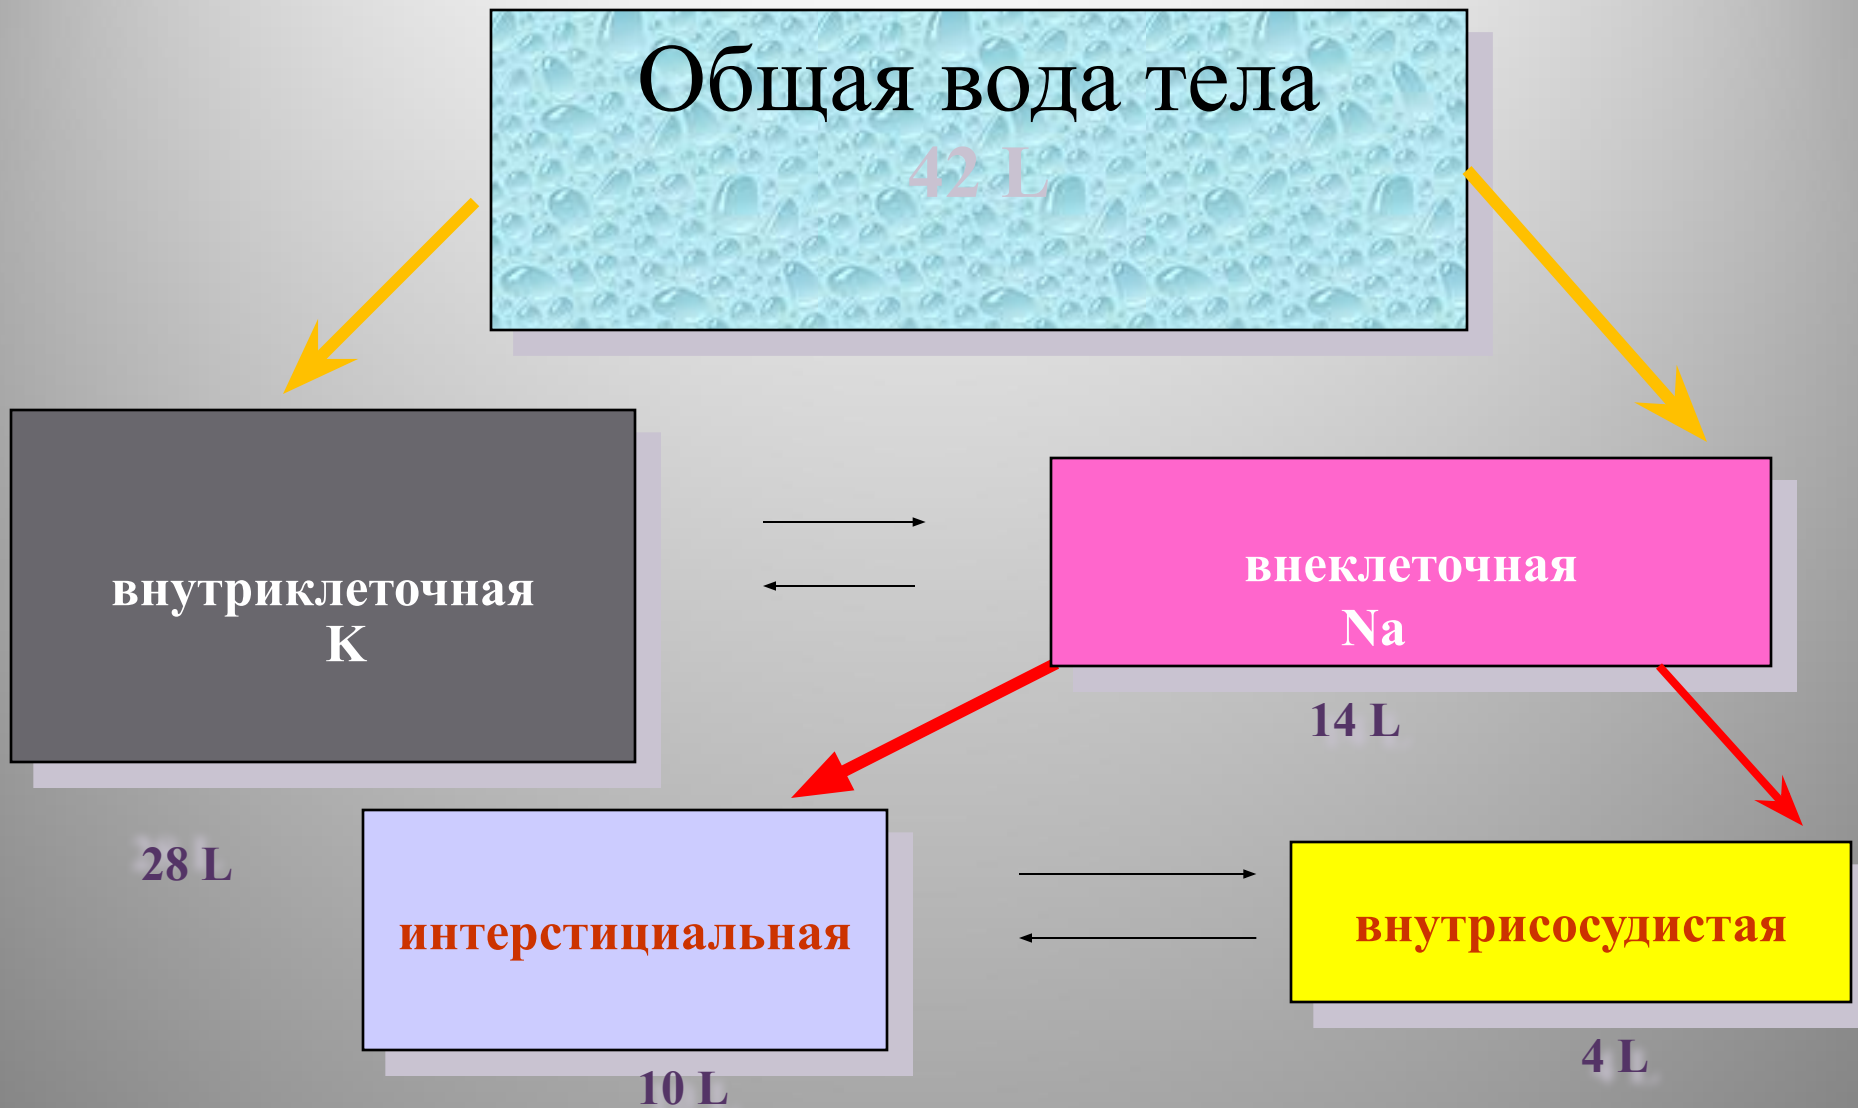 Общая вода тела
42 L
внутриклеточная
K
внеклеточная
Na
14 L
28 L
интерстициальная
внутрисосудистая
10 L
4 L